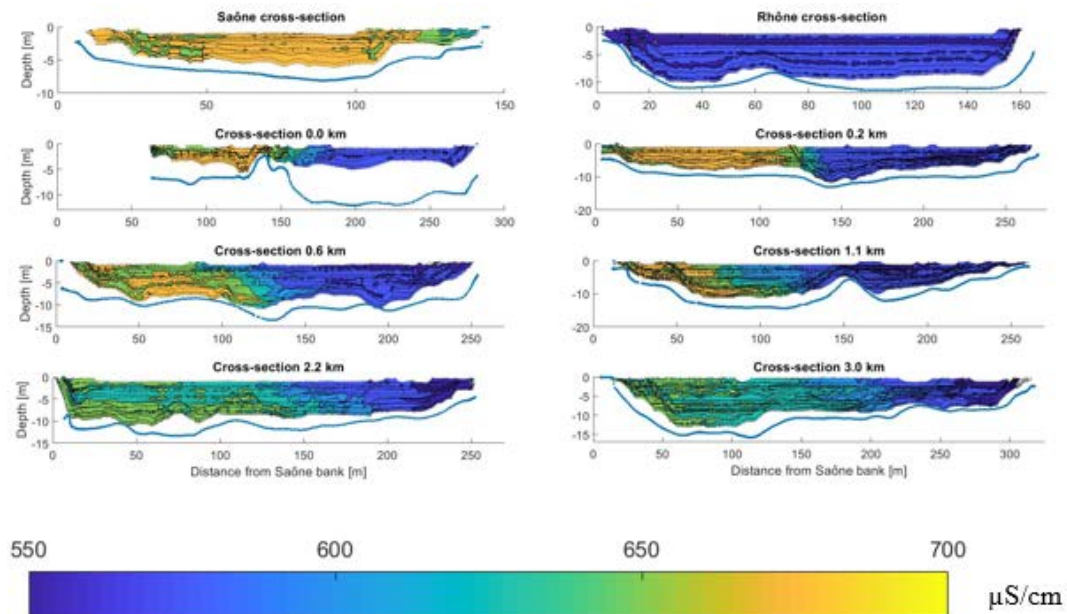 Saône cross-section
Depth [m]
0
-5
-10
0 50 100 150
Rhône cross-section
0
-5
-10
0 20 40 60 80 100 120 140 160
Cross-section 0.0 km
Depth [m]
0
-5
-10
0 50 100 150 200 250 300
Cross-section 0.2 km
0
-10
-20
0 50 100 150 200 250
Cross-section 0.6 km
Depth [m]
0
-5
-10
-15
0 50 100 150 200 250
Cross-section 1.1 km
0
-10
-20
0 50 100 150 200 250
Cross-section 2.2 km
Depth [m]
0
-5
-10
-15
0 50 100 150 200 250
Distance from Saône bank [m]
Cross-section 3.0 km
0
-5
-10
-15
0 50 100 150 200 250 300
Distance from Saône bank [m]
550 600 650 700
µS/cm